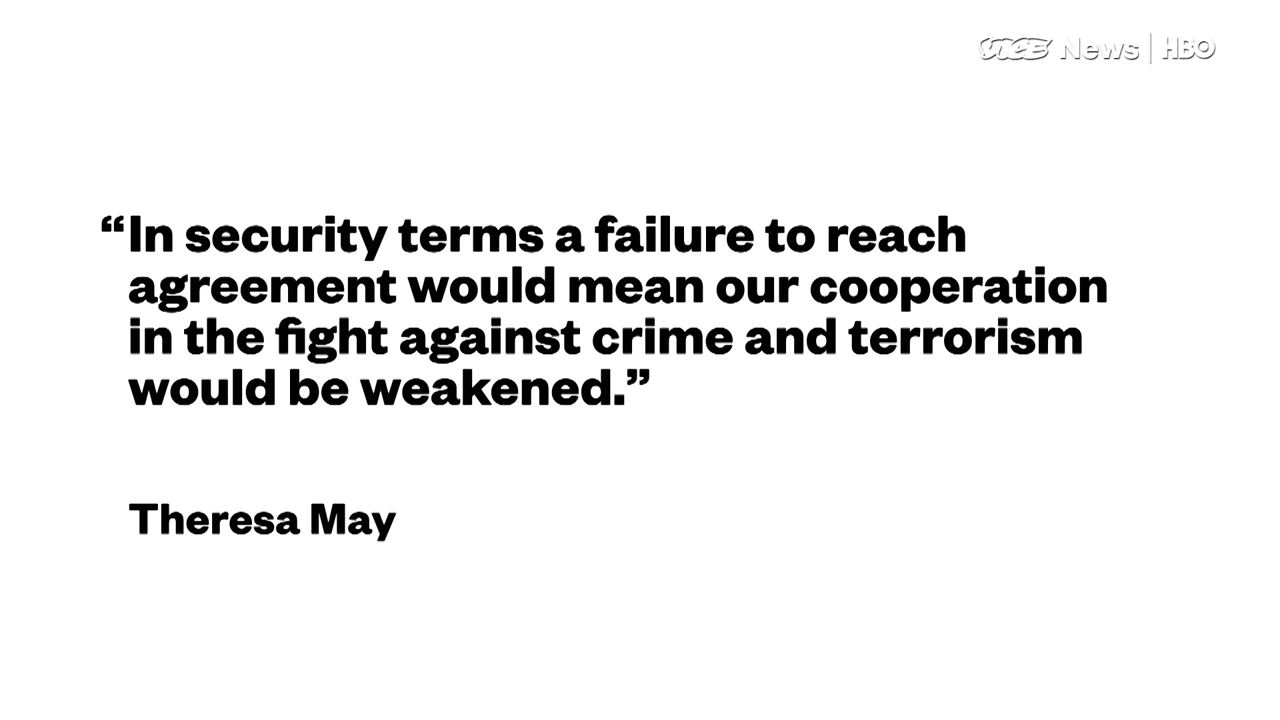 VICE News | HBO
“In security terms a failure to reach
agreement would mean our cooperation
in the fight against crime and terrorism
would be weakened.”
Theresa May